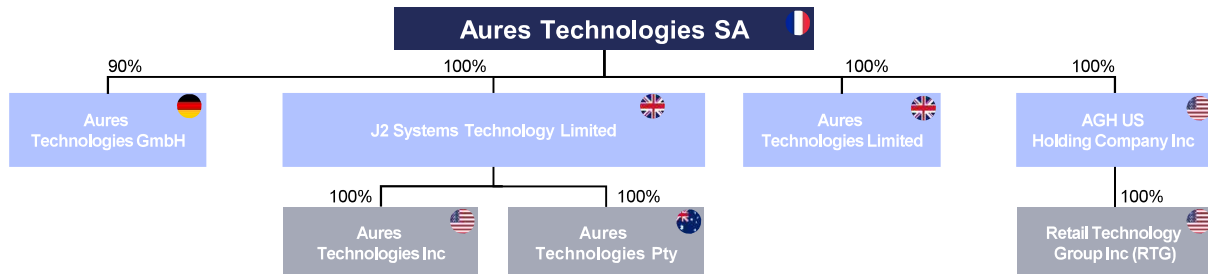 Aures Technologies SA
90%
100%
100%
100%
Aures
Technologies GmbH
J2 Systems Technology Limited
Aures
Technologies Limited
AGH US
Holding Company Inc
100%
100%
100%
Aures
Technologies Inc
Aures
Technologies Pty
Retail Technology
Group Inc (RTG)